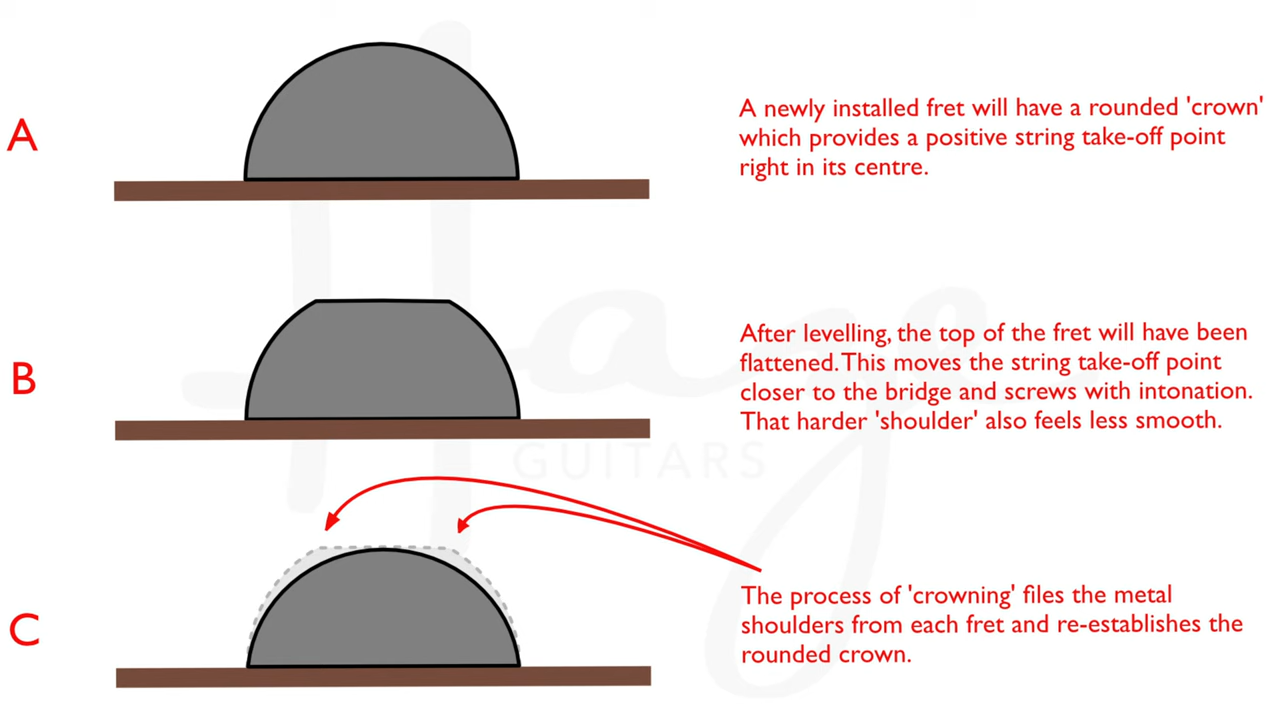 A
A newly installed fret will have a rounded 'crown'
which provides a positive string take-off point
right in its centre.
B
After levelling, the top of the fret will have been
flattened. This moves the string take-off point
closer to the bridge and screws with intonation.
That harder 'shoulder' also feels less smooth.
Haze
GUITARS
C
The process of 'crowning' files the metal
shoulders from each fret and re-establishes the
rounded crown.